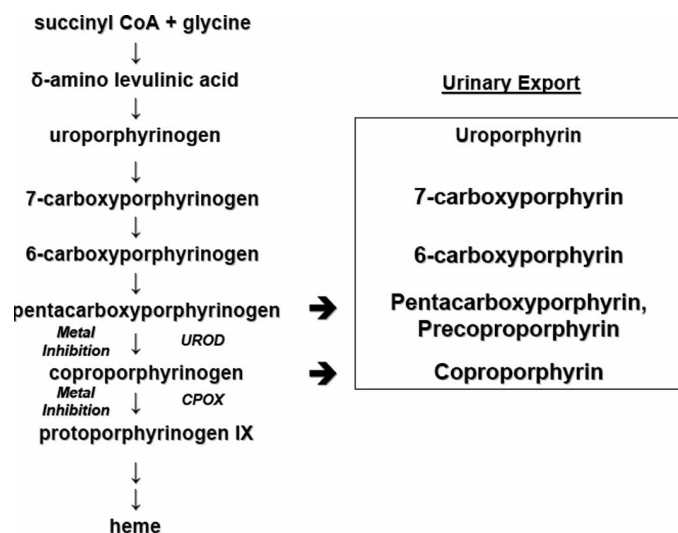 succinyl CoA + glycine
δ-amino levulinic acid
uroporphyrinogen
7-carboxyporphyrinogen
6-carboxyporphyrinogen
pentacarboxyporphyrinogen
Metal
Inhibition
UROD
coproporphyrinogen
Metal
Inhibition
CPOX
protoporphyrinogen IX
heme
Urinary Export
Uroporphyrin
7-carboxyporphyrin
6-carboxyporphyrin
Pentacarboxyporphyrin,
Precoproporphyrin
Coproporphyrin